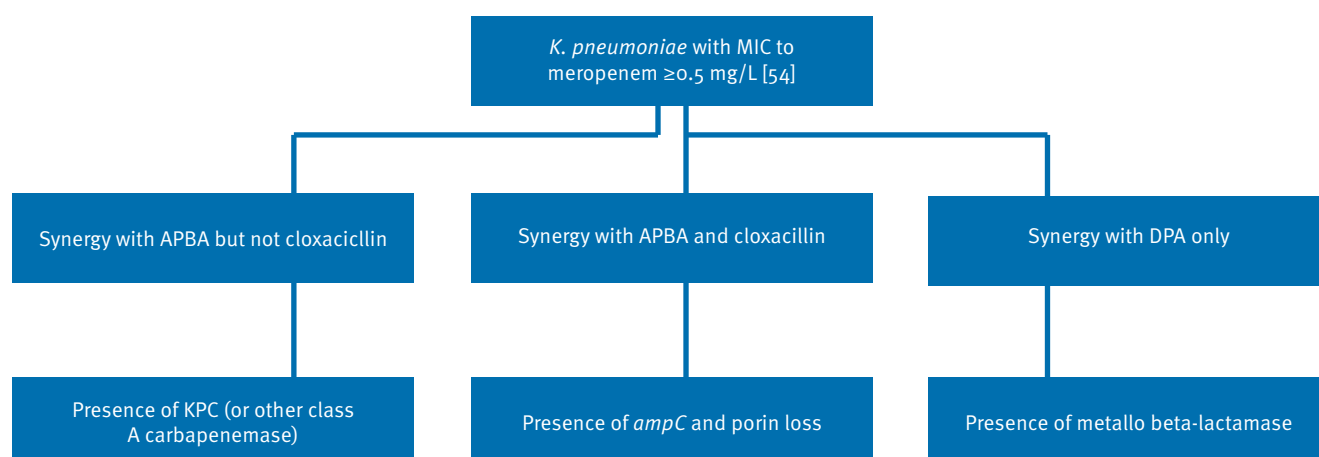 K. pneumoniae with MIC to
meropenem ≥0.5 mg/L [54]
Synergy with APBA but not cloxacicllin
Synergy with APBA and cloxacillin
Synergy with DPA only
Presence of KPC (or other class
A carbapenemase)
Presence of ampC and porin loss
Presence of metallo beta-lactamase